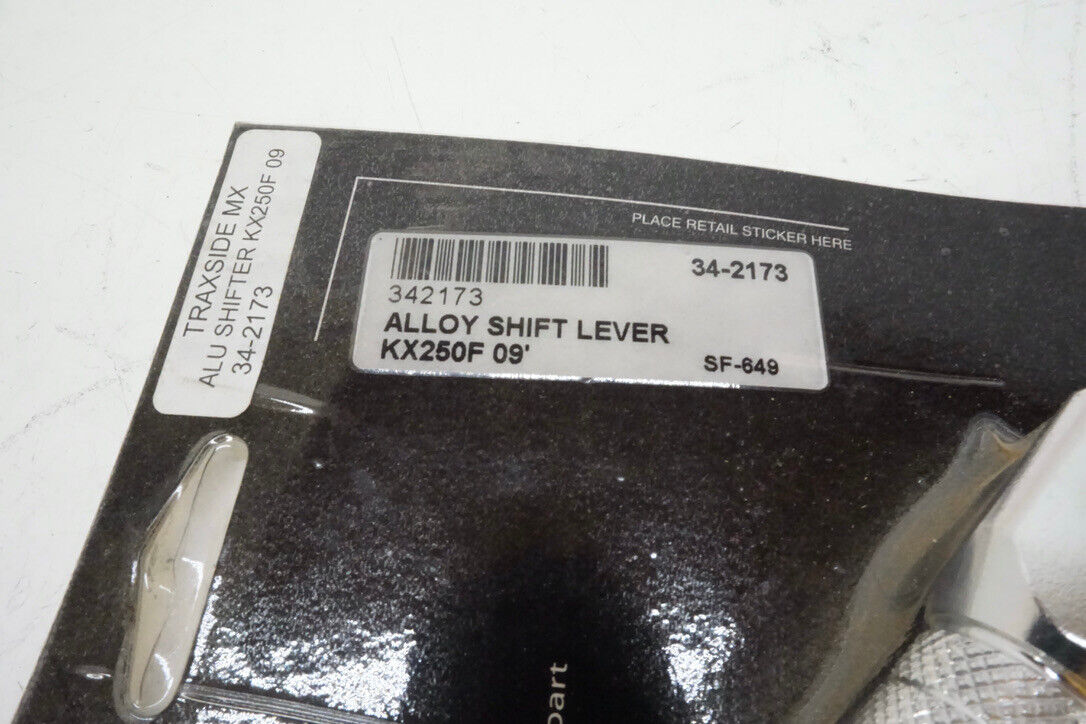 TRAXSIDE MX
ALU SHIFTER KX250F 09
34-2173
PLACE RETAIL STICKER HERE
34-2173
342173
ALLOY SHIFT LEVER
KX250F 09'
SF-649
Part